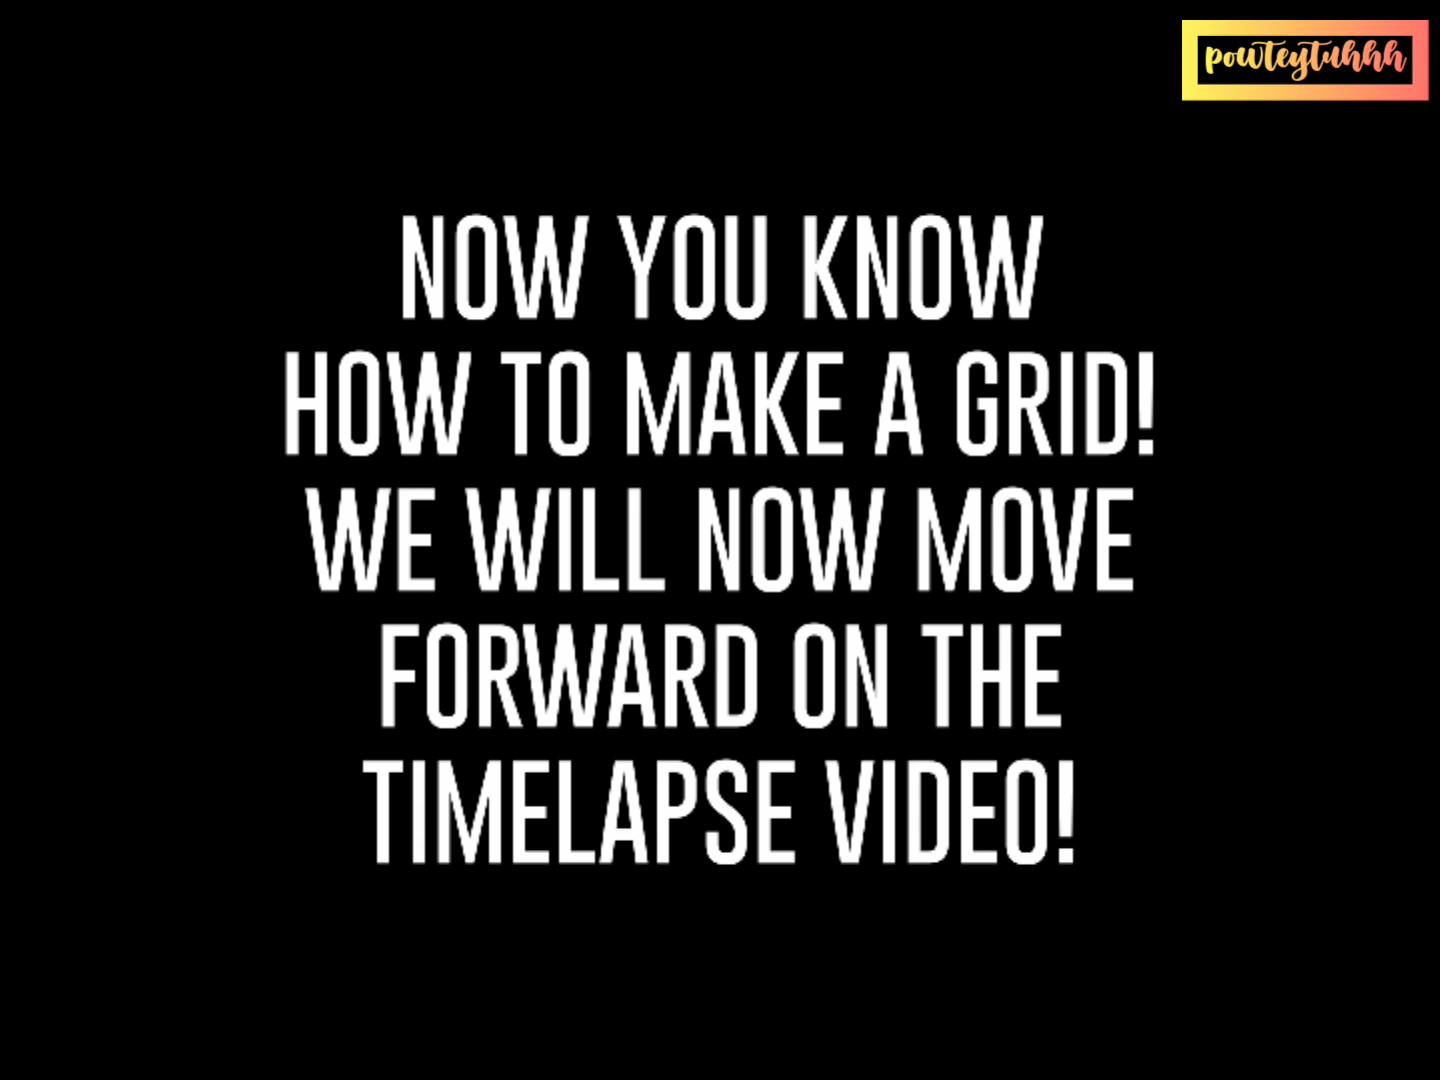 powteytuhhh
NOW YOU KNOW
HOW TO MAKE A GRID!
WE WILL NOW MOVE
FORWARD ON THE
TIMELAPSE VIDEO!